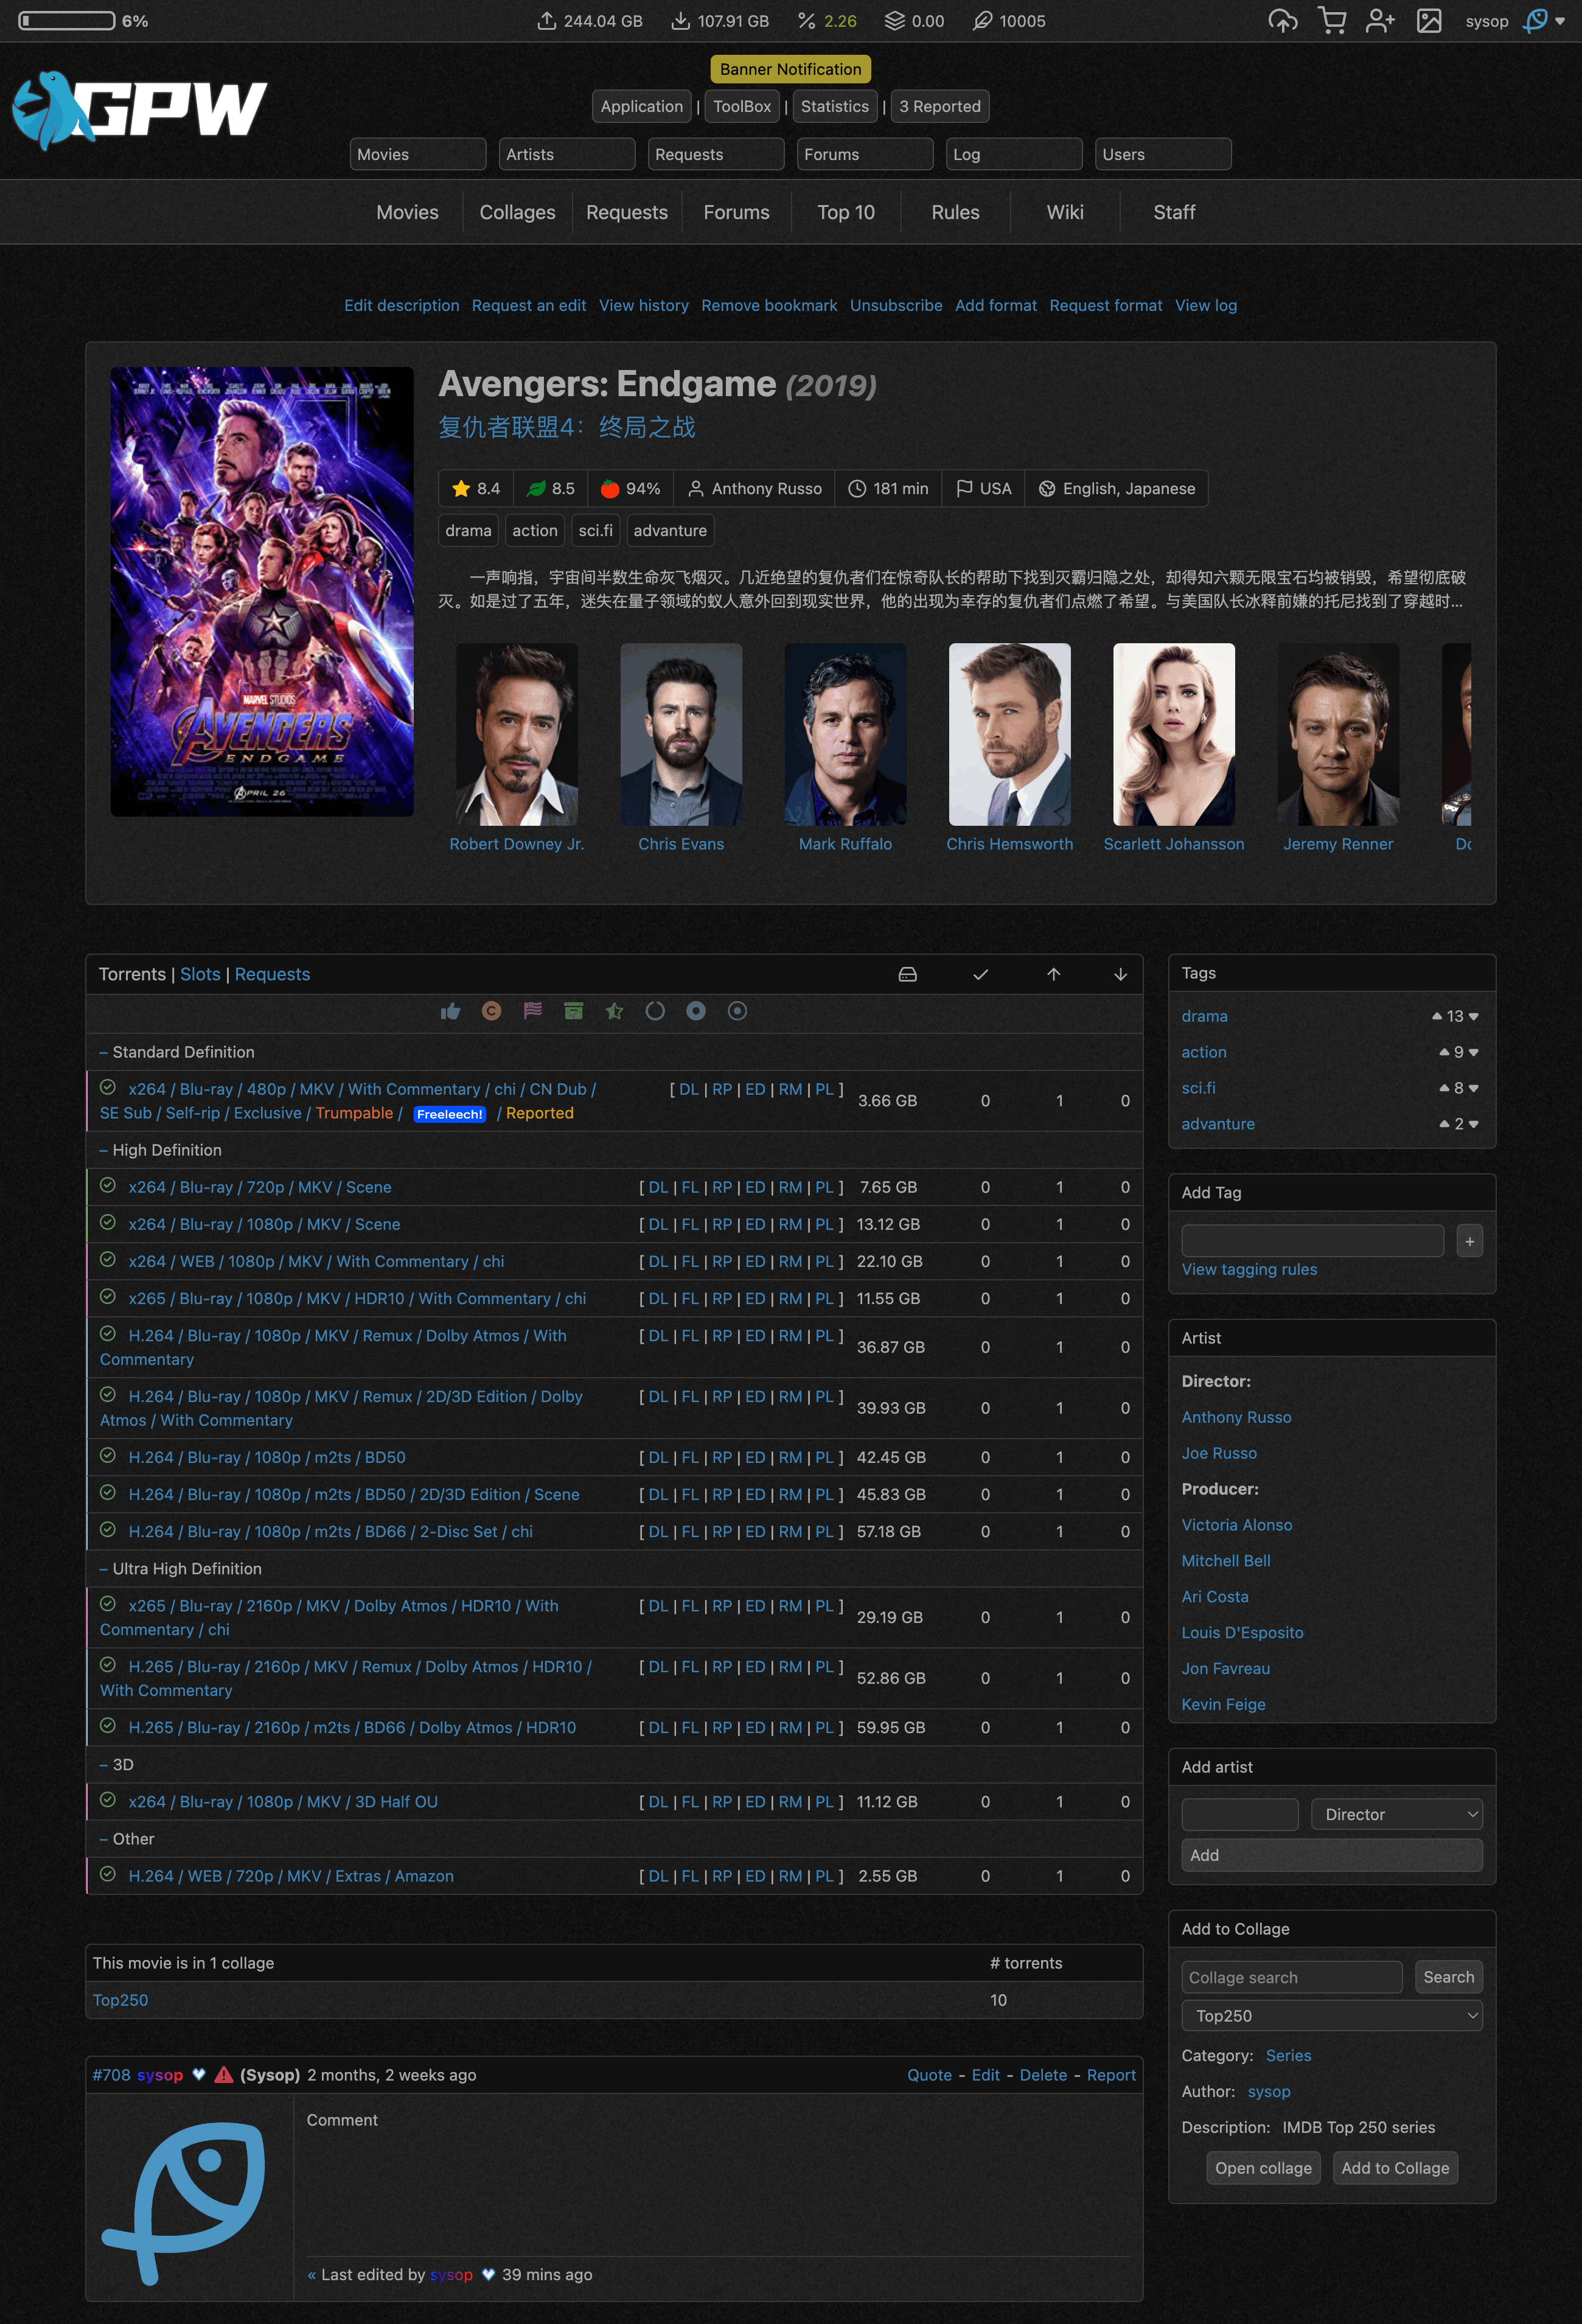 6% 244.04 GB 107.91 GB 2.26 0.00 10005 sysop
GPW
Banner Notification
Application | ToolBox | Statistics | 3 Reported
Movies Artists Requests Forums Log Users
Movies Collages Requests Forums Top 10 Rules Wiki Staff
Edit description Request an edit View history Remove bookmark Unsubscribe Add format Request format View log
Avengers: Endgame (2019)
复仇者联盟4：终局之战
8.4 8.5 94% Anthony Russo 181 min USA English, Japanese
drama action sci.fi advanture
一声响指，宇宙间半数生命灰飞烟灭。几近绝望的复仇者们在惊奇队长的帮助下找到灭霸归隐之处，却得知六颗无限宝石均被销毁，希望彻底破
灭。如是过了五年，迷失在量子领域的蚁人意外回到现实世界，他的出现为幸存的复仇者们点燃了希望。与美国队长冰释前嫌的托尼找到了穿越时...
MARVEL STUDIOS
AVENGERS
ENDGAME
APRIL 26
Robert Downey Jr. Chris Evans Mark Ruffalo Chris Hemsworth Scarlett Johansson Jeremy Renner Dc
Torrents | Slots | Requests
– Standard Definition
x264 / Blu-ray / 480p / MKV / With Commentary / chi / CN Dub / [ DL | RP | ED | RM | PL ] 3.66 GB 0 1 0
SE Sub / Self-rip / Exclusive / Trumpable / Freeleech! / Reported
– High Definition
x264 / Blu-ray / 720p / MKV / Scene [ DL | FL | RP | ED | RM | PL ] 7.65 GB 0 1 0
x264 / Blu-ray / 1080p / MKV / Scene [ DL | FL | RP | ED | RM | PL ] 13.12 GB 0 1 0
x264 / WEB / 1080p / MKV / With Commentary / chi [ DL | FL | RP | ED | RM | PL ] 22.10 GB 0 1 0
x265 / Blu-ray / 1080p / MKV / HDR10 / With Commentary / chi [ DL | FL | RP | ED | RM | PL ] 11.55 GB 0 1 0
H.264 / Blu-ray / 1080p / MKV / Remux / Dolby Atmos / With [ DL | FL | RP | ED | RM | PL ] 36.87 GB 0 1 0
Commentary
H.264 / Blu-ray / 1080p / MKV / Remux / 2D/3D Edition / Dolby [ DL | FL | RP | ED | RM | PL ] 39.93 GB 0 1 0
Atmos / With Commentary
H.264 / Blu-ray / 1080p / m2ts / BD50 [ DL | FL | RP | ED | RM | PL ] 42.45 GB 0 1 0
H.264 / Blu-ray / 1080p / m2ts / BD50 / 2D/3D Edition / Scene [ DL | FL | RP | ED | RM | PL ] 45.83 GB 0 1 0
H.264 / Blu-ray / 1080p / m2ts / BD66 / 2-Disc Set / chi [ DL | FL | RP | ED | RM | PL ] 57.18 GB 0 1 0
– Ultra High Definition
x265 / Blu-ray / 2160p / MKV / Dolby Atmos / HDR10 / With [ DL | FL | RP | ED | RM | PL ] 29.19 GB 0 1 0
Commentary / chi
H.265 / Blu-ray / 2160p / MKV / Remux / Dolby Atmos / HDR10 / [ DL | FL | RP | ED | RM | PL ] 52.86 GB 0 1 0
With Commentary
H.265 / Blu-ray / 2160p / m2ts / BD66 / Dolby Atmos / HDR10 [ DL | FL | RP | ED | RM | PL ] 59.95 GB 0 1 0
– 3D
x264 / Blu-ray / 1080p / MKV / 3D Half OU [ DL | FL | RP | ED | RM | PL ] 11.12 GB 0 1 0
– Other
H.264 / WEB / 720p / MKV / Extras / Amazon [ DL | FL | RP | ED | RM | PL ] 2.55 GB 0 1 0
This movie is in 1 collage # torrents
Top250 10
#708 sysop (Sysop) 2 months, 2 weeks ago Quote - Edit - Delete - Report
Comment
« Last edited by sysop 39 mins ago
Tags
drama 13
action 9
sci.fi 8
advanture 2
Add Tag
+
View tagging rules
Artist
Director:
Anthony Russo
Joe Russo
Producer:
Victoria Alonso
Mitchell Bell
Ari Costa
Louis D'Esposito
Jon Favreau
Kevin Feige
Add artist
Director
Add
Add to Collage
Collage search Search
Top250
Category: Series
Author: sysop
Description: IMDB Top 250 series
Open collage Add to Collage